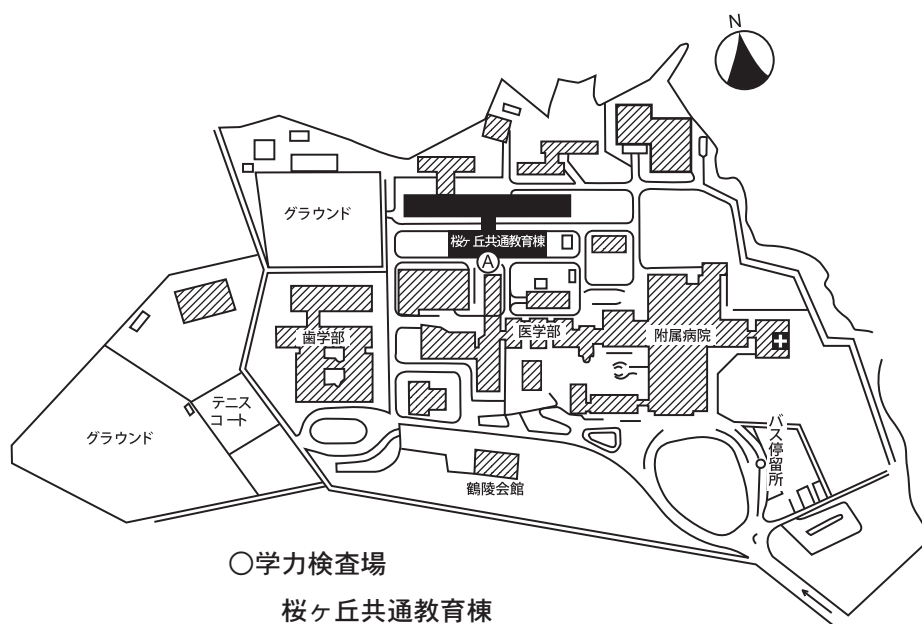 N
グラウンド
桜ヶ丘共通教育棟
A
歯学部
医学部
附属病院
テニス
コート
グラウンド
バス停留所
鶴陵会館
○学力検査場
桜ヶ丘共通教育棟